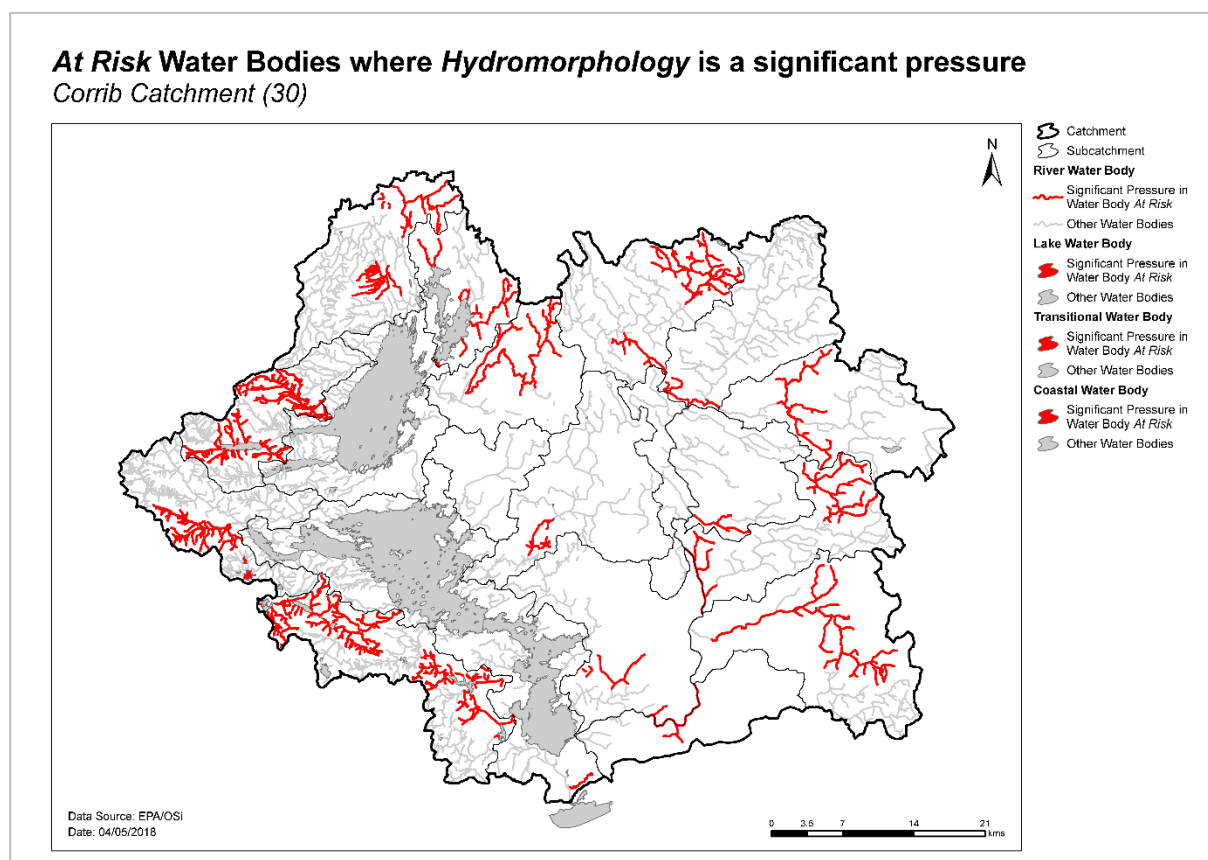 At Risk Water Bodies where Hydromorphology is a significant pressure
Corrib Catchment (30)
N
Catchment
Subcatchment
River Water Body
Significant Pressure in
Water Body At Risk
Other Water Bodies
Lake Water Body
Significant Pressure in
Water Body At Risk
Other Water Bodies
Transitional Water Body
Significant Pressure in
Water Body At Risk
Other Water Bodies
Coastal Water Body
Significant Pressure in
Water Body At Risk
Other Water Bodies
Data Source: EPA/OSi
Date: 04/05/2018
0 3.5 7 14 21
kms